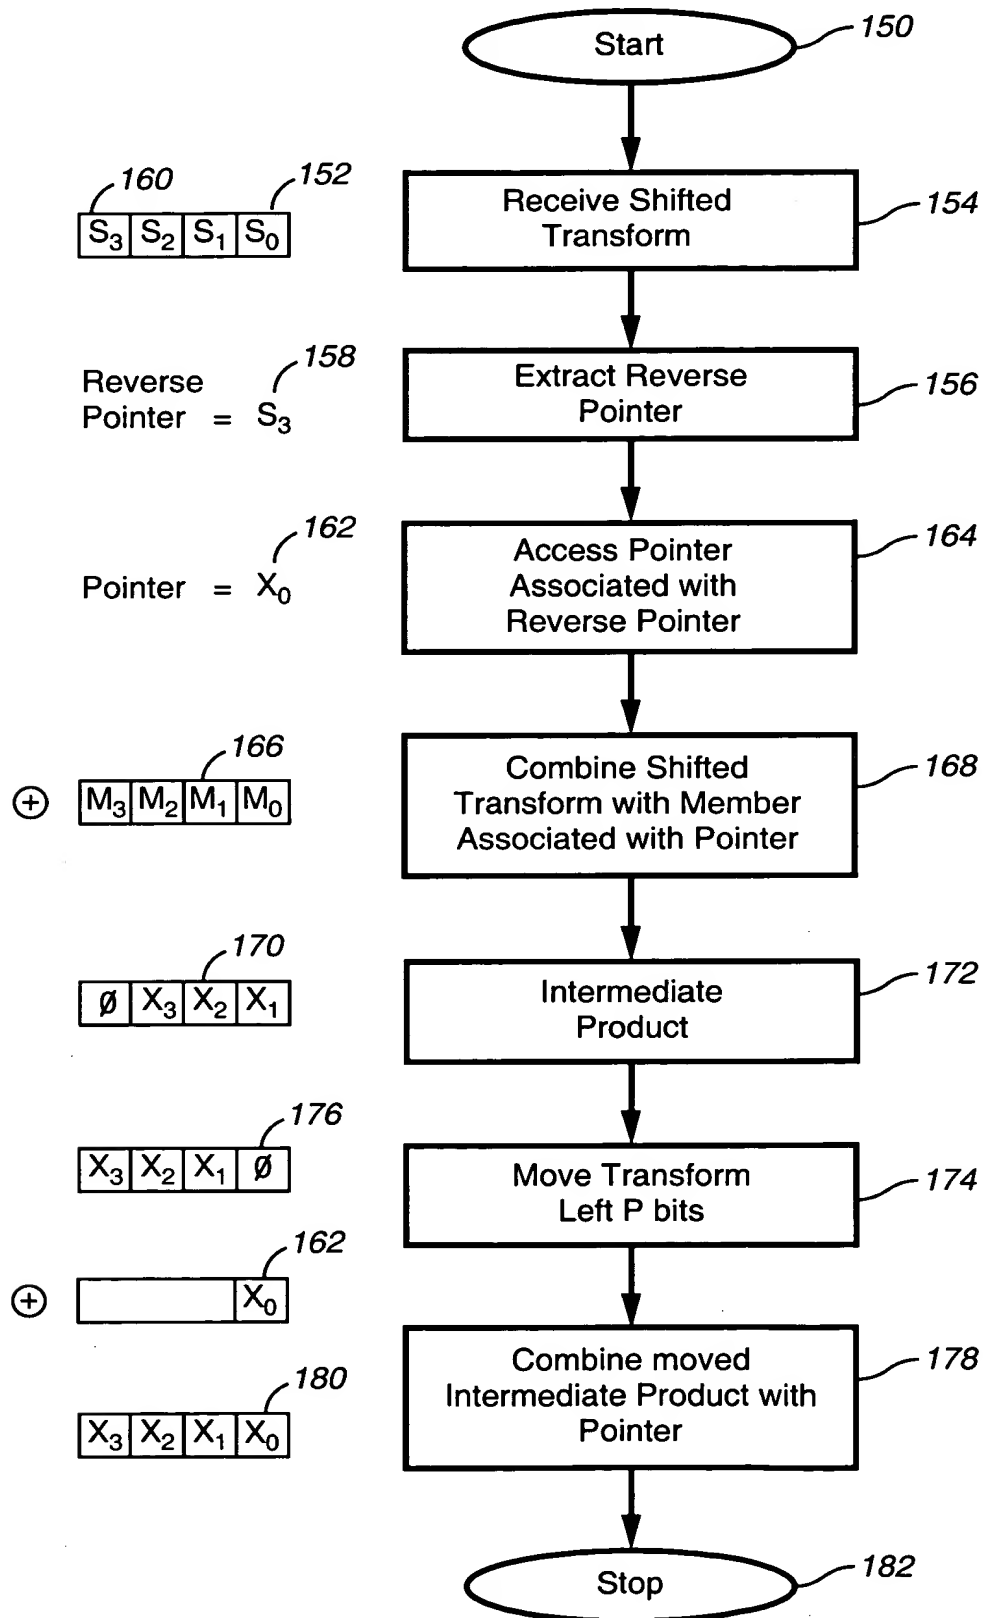 Start
150
160
152
S₃ S₂ S₁ S₀
Receive Shifted
Transform
154
158
Reverse
Pointer = S₃
Extract Reverse
Pointer
156
162
Pointer = X₀
Access Pointer
Associated with
Reverse Pointer
164
166
⊕ M₃ M₂ M₁ M₀
Combine Shifted
Transform with Member
Associated with Pointer
168
170
Ø X₃ X₂ X₁
Intermediate
Product
172
176
X₃ X₂ X₁ Ø
Move Transform
Left P bits
174
162
⊕ X₀
180
X₃ X₂ X₁ X₀
Combine moved
Intermediate Product with
Pointer
178
Stop
182